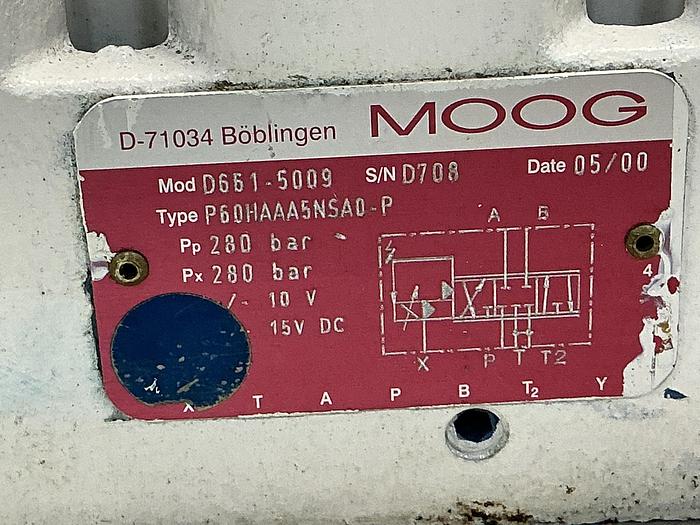 MOOG
D-71034 Böblingen
Mod D661-5009 S/N D708 Date 05/00
Type P60HAAA5NSA0-P
Pp 280 bar
Px 280 bar
/- 10 V
15V DC
A B
4
X P T T2
X T A P B T2 Y